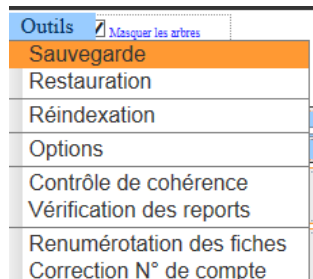 Outils Masquer les arbres
Sauvegarde
Restauration
Réindexation
Options
Contrôle de cohérence
Vérification des reports
Renumérotation des fiches
Correction N° de compte